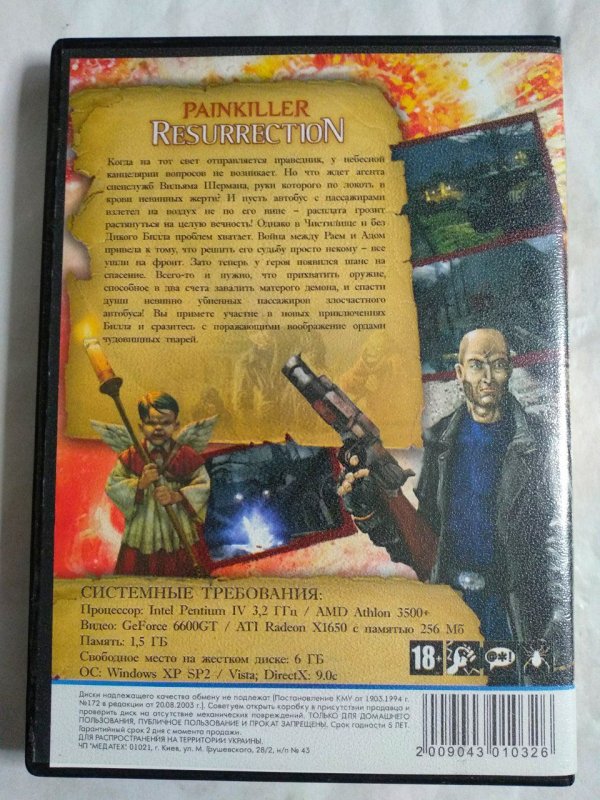 PAINKILLER
RESURRECTION
Когда на тот свет отправляется праведник, у небесной
канцелярии вопросов не возникает. Но что ждет агента
спецслужб Вильяма Шермана, руки которого по локоть в
крови невинных жертв? И пусть автобус с пассажирами
взлетел на воздух не по его вине – расплата грозит
растянуться на целую вечность! Однако в Чистилище и без
Дикого Билла проблем хватает. Война между Раем и Адом
привела к тому, что решить его судьбу просто некому – все
ушли на фронт. Зато теперь у героя появился шанс на
спасение. Всего-то и нужно, что прихватить оружие,
способное в два счета завалить матерого демона, и спасти
души невинно убиенных пассажиров злосчастного
автобуса! Вы примете участие в новых приключениях
Билла и сразитесь с поражающими воображение ордами
чудовищных тварей.
СИСТЕМНЫЕ ТРЕБОВАНИЯ:
Процессор: Intel Pentium IV 3,2 ГГц / AMD Athlon 3500+
Видео: GeForce 6600GT / ATI Radeon X1650 с памятью 256 Мб
Память: 1,5 ГБ
Свободное место на жестком диске: 6 ГБ
ОС: Windows XP SP2 / Vista; DirectX: 9.0c
18+
@*!
Диски надлежащего качества обмену не подлежат (Постановление КМУ от 19.03.1994 г.
№172 в редакции от 20.08.2003 г.). Советуем открыть коробку в присутствии продавца и
проверить диск на отсутствие механических повреждений. ТОЛЬКО ДЛЯ ДОМАШНЕГО
ПОЛЬЗОВАНИЯ, ПУБЛИЧНОЕ ПОЛЬЗОВАНИЕ И ПРОКАТ ЗАПРЕЩЕНЫ. Срок годности 5 ЛЕТ.
Гарантийный срок 2 дня с момента продажи.
ДЛЯ РАСПРОСТРАНЕНИЯ НА ТЕРРИТОРИИ УКРАИНЫ.
ЧП "МЕДАТЕХ" 01021, г. Киев, ул. М. Грушевского, 28/2, н/п № 43
2 009043 010326